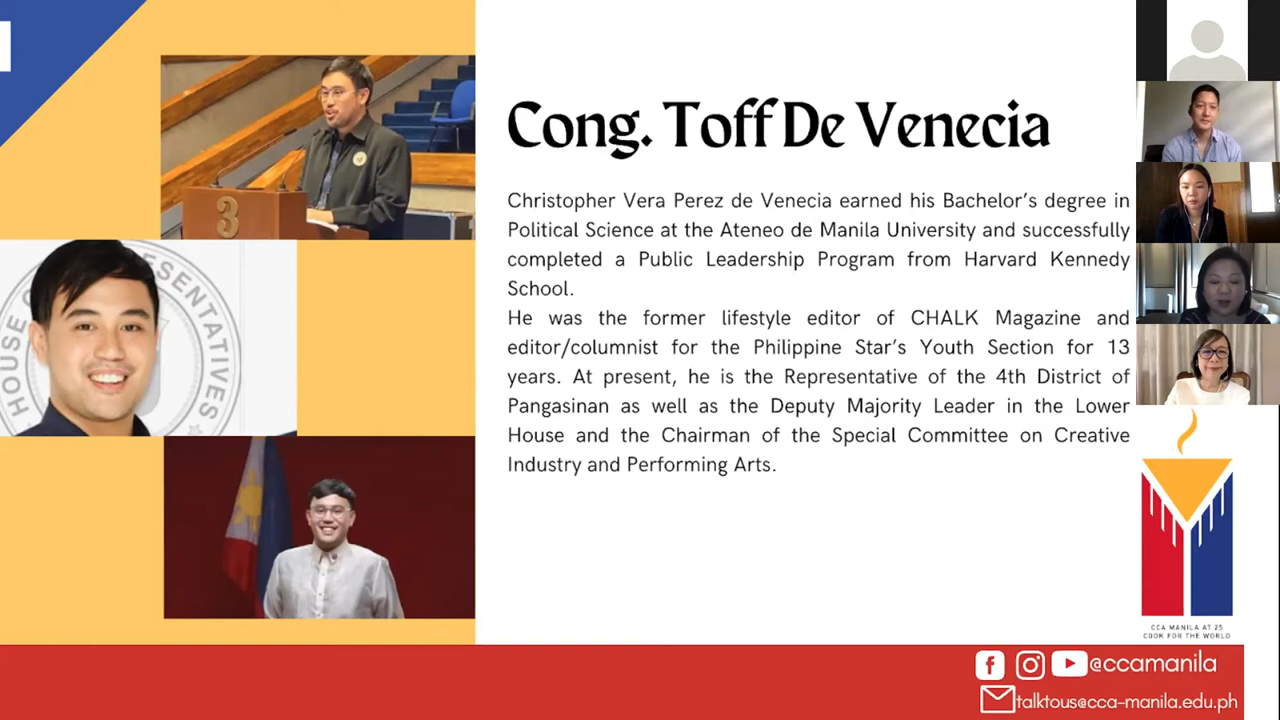 3
HOUSE OF REPRESENTATIVES
Cong. Toff De Venecia
Christopher Vera Perez de Venecia earned his Bachelor's degree in
Political Science at the Ateneo de Manila University and successfully
completed a Public Leadership Program from Harvard Kennedy
School.
He was the former lifestyle editor of CHALK Magazine and
editor/columnist for the Philippine Star's Youth Section for 13
years. At present, he is the Representative of the 4th District of
Pangasinan as well as the Deputy Majority Leader in the Lower
House and the Chairman of the Special Committee on Creative
Industry and Performing Arts.
CCA MANILA AT 25
COOK FOR THE WORLD
@ccamanila
talktous@cca-manila.edu.ph